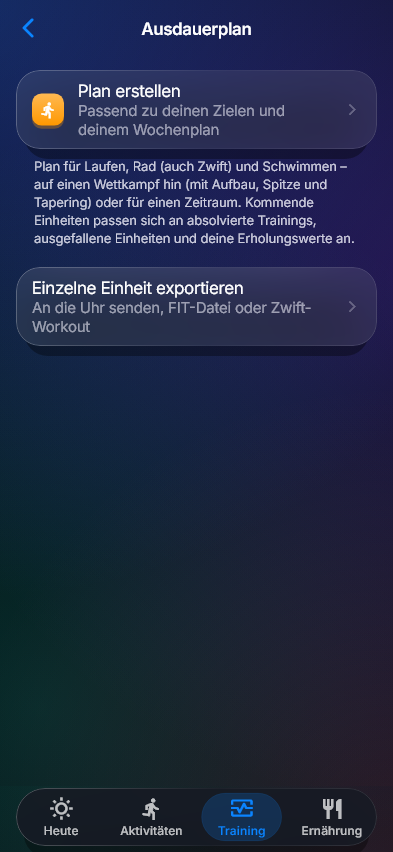 Ausdauerplan
Plan erstellen
Passend zu deinen Zielen und
deinem Wochenplan
Plan für Laufen, Rad (auch Zwift) und Schwimmen –
auf einen Wettkampf hin (mit Aufbau, Spitze und
Tapering) oder für einen Zeitraum. Kommende
Einheiten passen sich an absolvierte Trainings,
ausgefallene Einheiten und deine Erholungswerte an.
Einzelne Einheit exportieren
An die Uhr senden, FIT-Datei oder Zwift-
Workout
Heute
Aktivitäten
Training
Ernährung